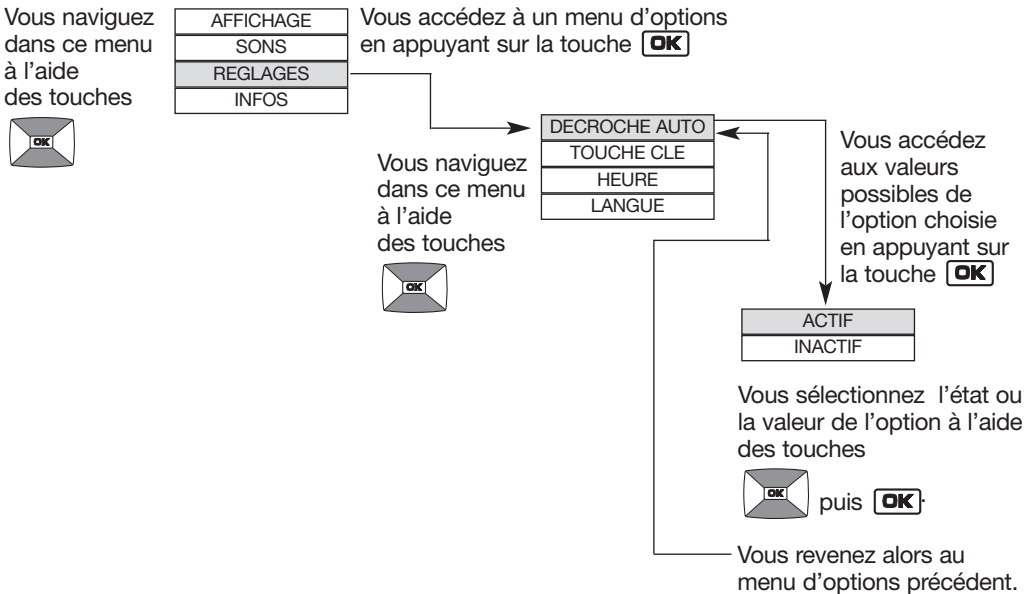 Vous naviguez
dans ce menu
à l’aide
des touches
OK
AFFICHAGE
SONS
REGLAGES
INFOS
Vous accédez à un menu d’options
en appuyant sur la touche OK
Vous naviguez
dans ce menu
à l’aide
des touches
OK
DECROCHE AUTO
TOUCHE CLE
HEURE
LANGUE
Vous accédez
aux valeurs
possibles de
l’option choisie
en appuyant sur
la touche OK
ACTIF
INACTIF
Vous sélectionnez l’état ou
la valeur de l’option à l’aide
des touches
OK puis OK.
Vous revenez alors au
menu d’options précédent.